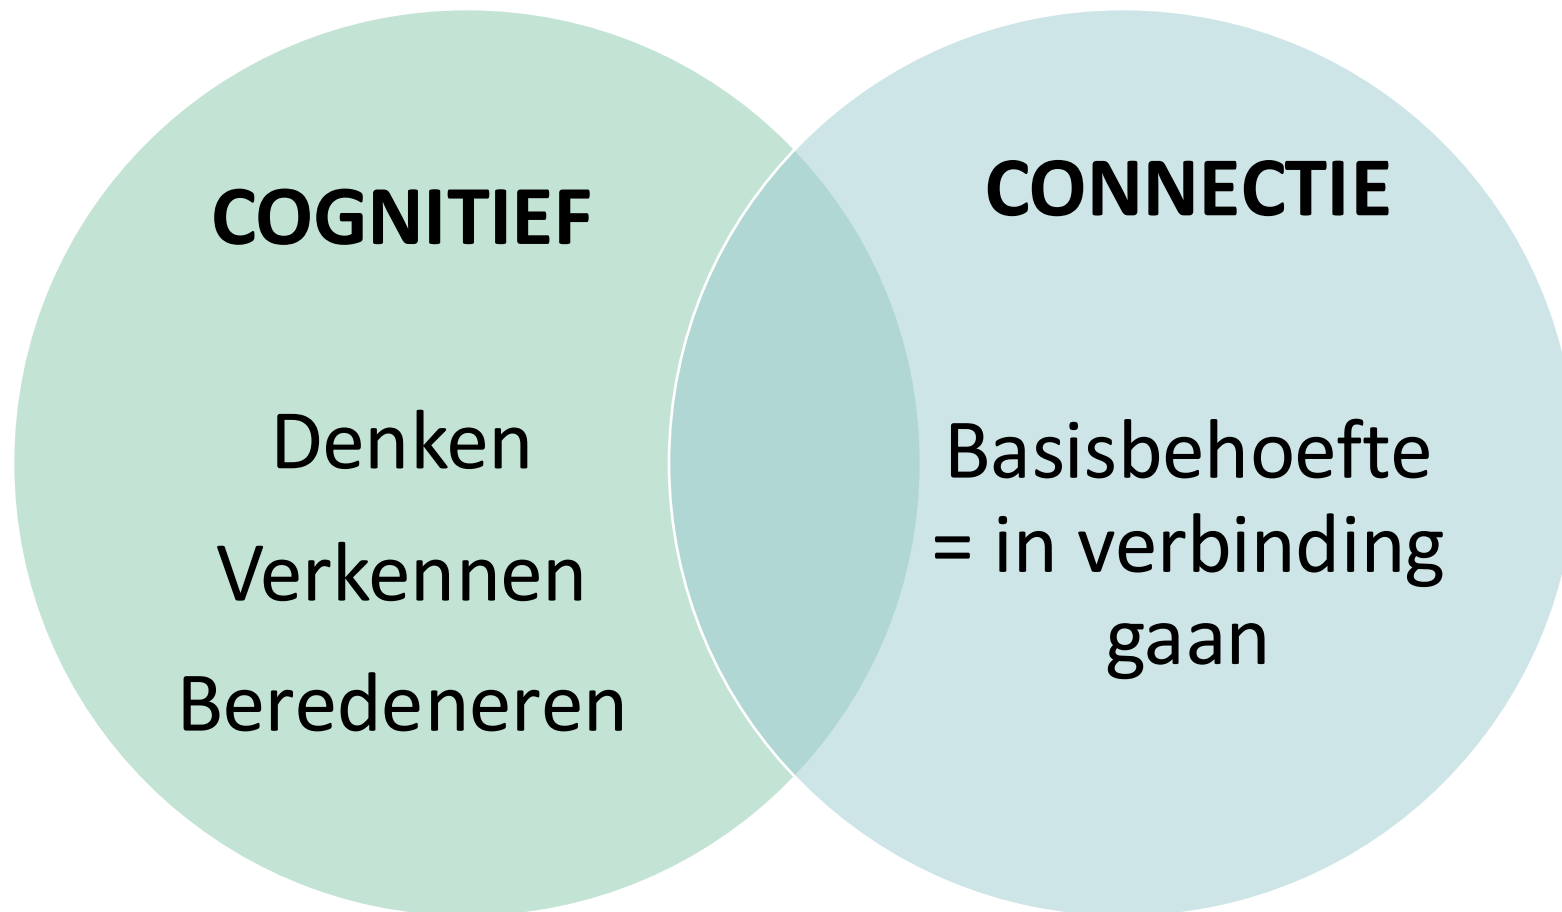 COGNITIEF
Denken
Verkennen
Beredeneren
CONNECTIE
Basisbehoefte
= in verbinding
gaan